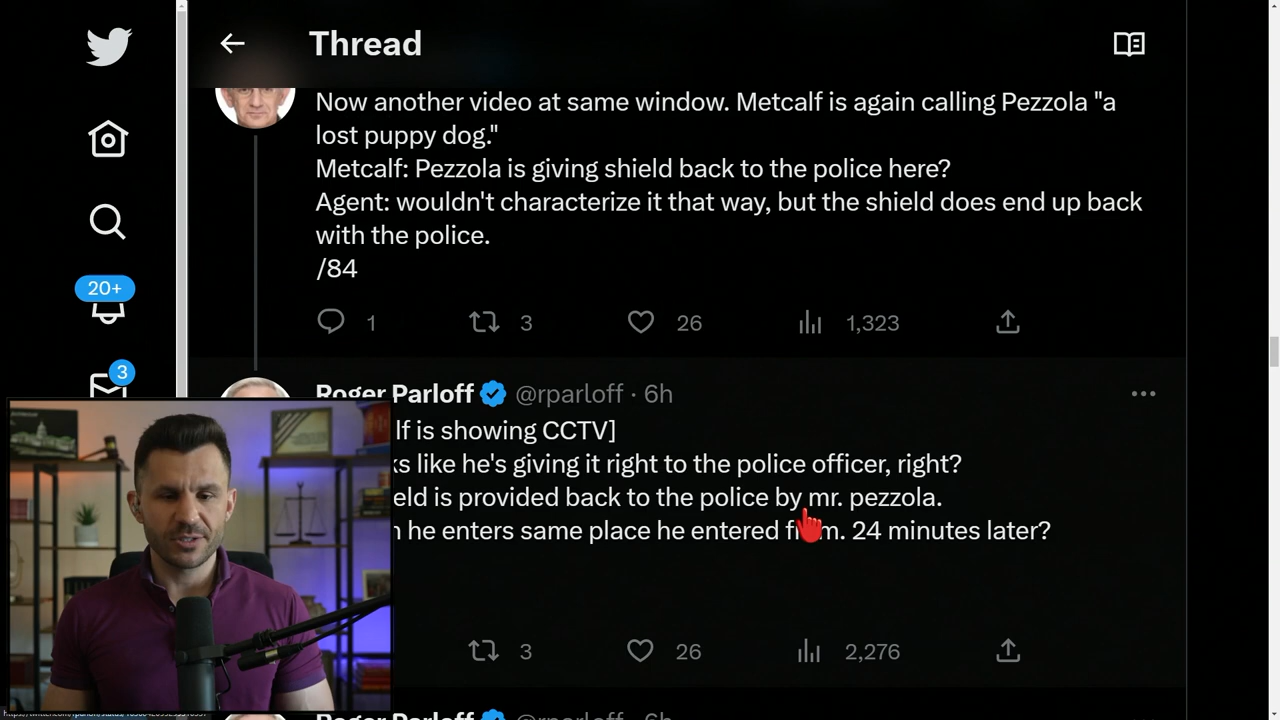 Thread
Now another video at same window. Metcalf is again calling Pezzola "a
lost puppy dog."
Metcalf: Pezzola is giving shield back to the police here?
Agent: wouldn't characterize it that way, but the shield does end up back
with the police.
/84
20+
1
3
26
1,323
3
Roger Parloff @rparloff · 6h
lf is showing CCTV]
ks like he's giving it right to the police officer, right?
eld is provided back to the police by mr. pezzola.
he enters same place he entered from. 24 minutes later?
3
26
2,276
Roger Parloff @rparloff · 6h